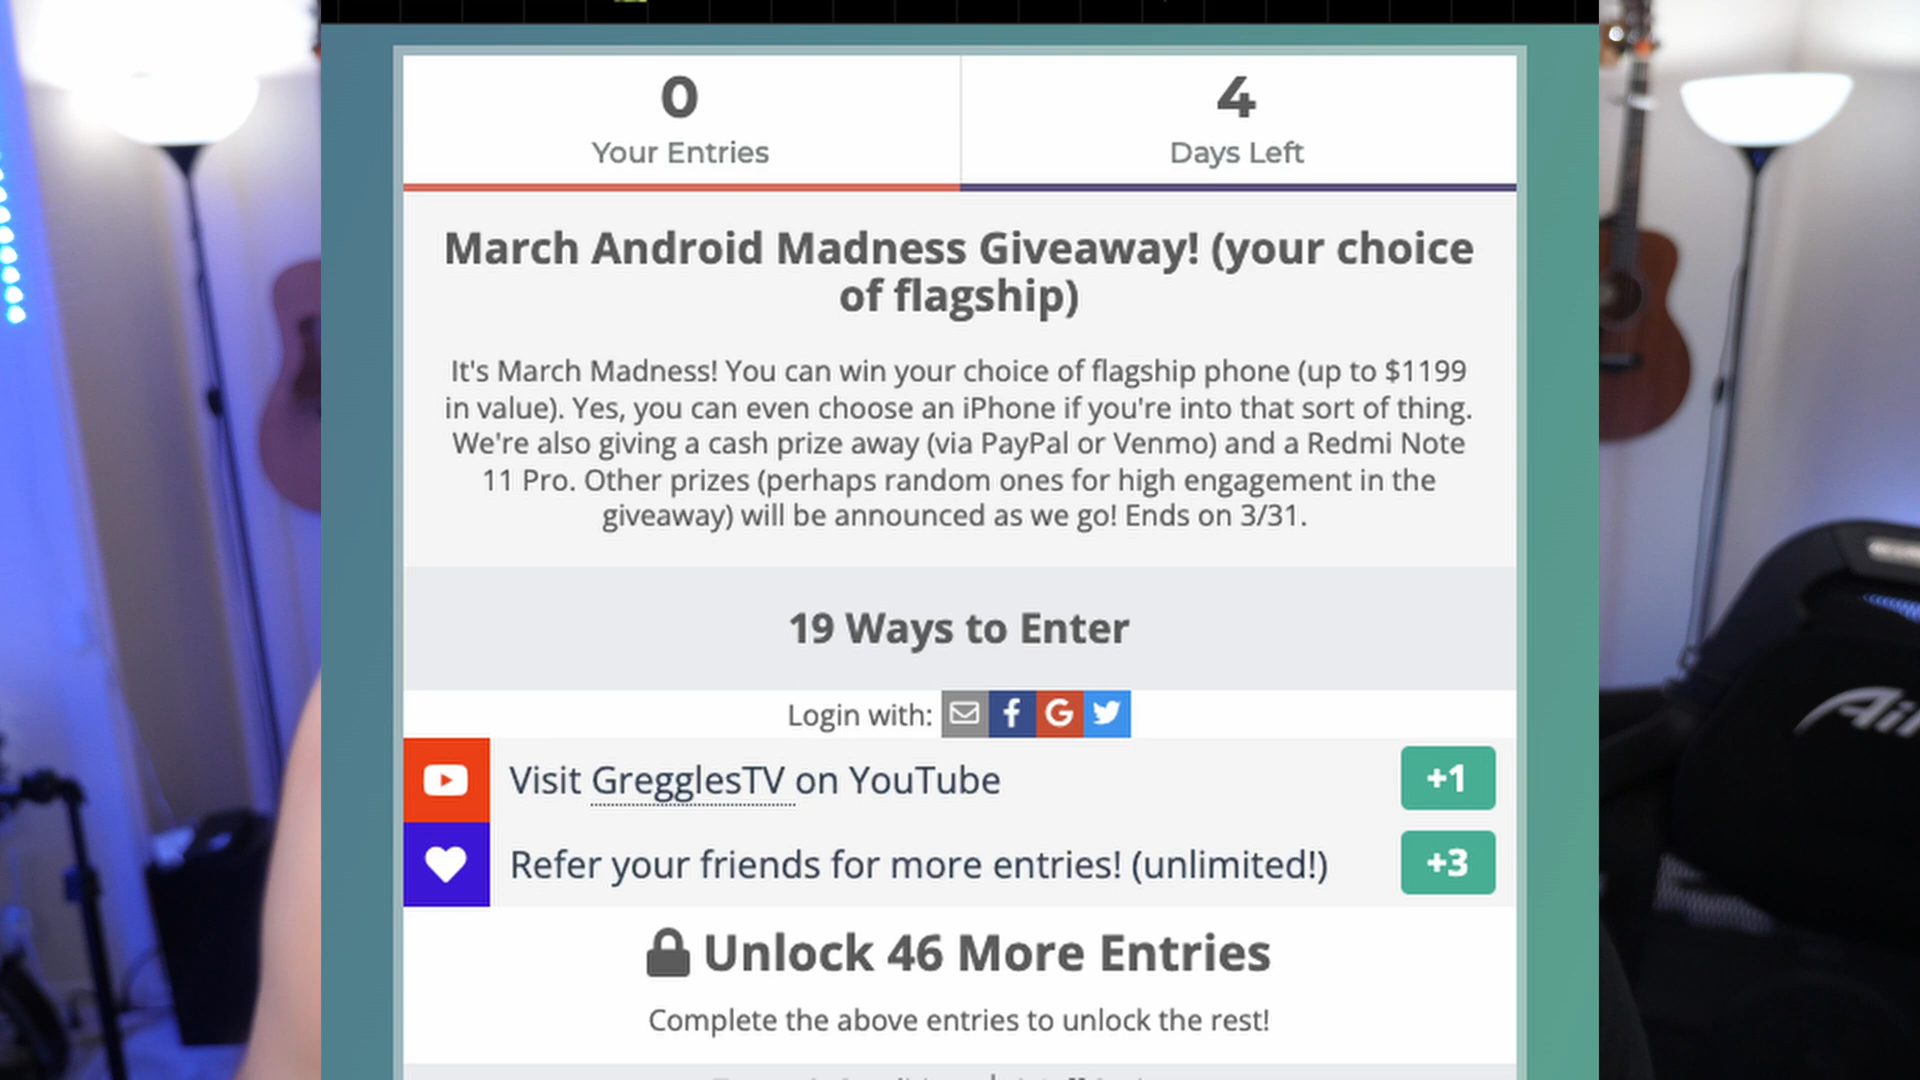 0
Your Entries
4
Days Left
March Android Madness Giveaway! (your choice
of flagship)
It's March Madness! You can win your choice of flagship phone (up to $1199
in value). Yes, you can even choose an iPhone if you're into that sort of thing.
We're also giving a cash prize away (via PayPal or Venmo) and a Redmi Note
11 Pro. Other prizes (perhaps random ones for high engagement in the
giveaway) will be announced as we go! Ends on 3/31.
19 Ways to Enter
Login with:
Visit GregglesTV on YouTube
+1
Refer your friends for more entries! (unlimited!)
+3
Unlock 46 More Entries
Complete the above entries to unlock the rest!